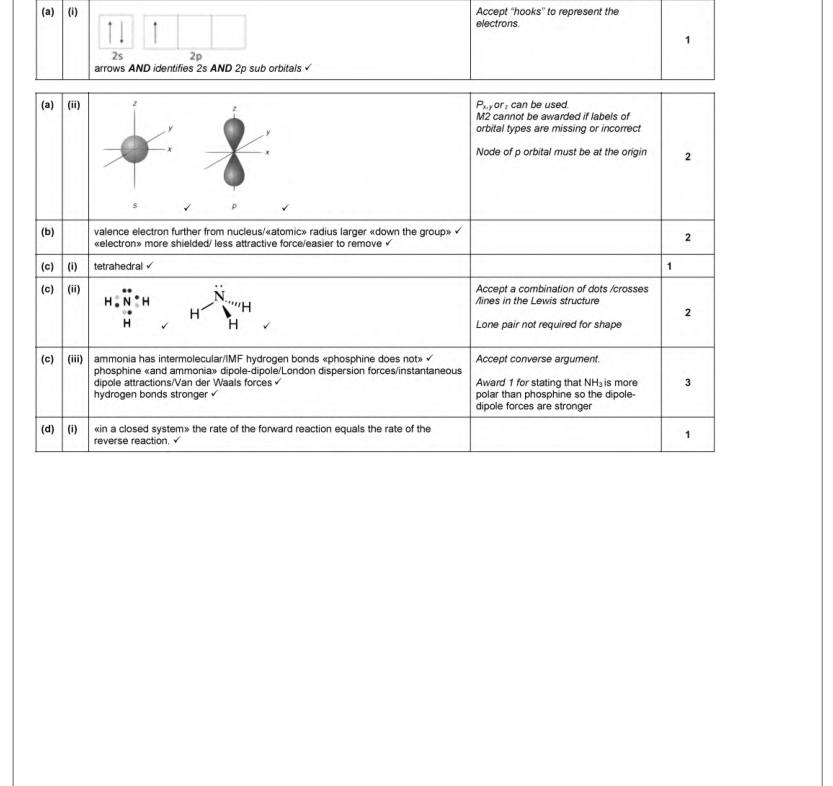 (a) (i) Accept "hooks" to represent the
electrons.
1
2s 2p
arrows AND identifies 2s AND 2p sub orbitals ✓
(a) (ii) z z Px,y or z can be used.
M2 cannot be awarded if labels of
orbital types are missing or incorrect
y y
x x
Node of p orbital must be at the origin
2
s ✓ p ✓
(b) valence electron further from nucleus/«atomic» radius larger «down the group» ✓
«electron» more shielded/ less attractive force/easier to remove ✓
2
(c) (i) tetrahedral ✓ 1
(c) (ii) Accept a combination of dots /crosses
/lines in the Lewis structure
H N H N
H H
2
H ✓ H ✓ Lone pair not required for shape
(c) (iii) ammonia has intermolecular/IMF hydrogen bonds «phosphine does not» ✓ Accept converse argument.
phosphine «and ammonia» dipole-dipole/London dispersion forces/instantaneous
dipole attractions/Van der Waals forces ✓ Award 1 for stating that NH3 is more
hydrogen bonds stronger ✓ polar than phosphine so the dipole-
dipole forces are stronger
3
(d) (i) «in a closed system» the rate of the forward reaction equals the rate of the
reverse reaction. ✓
1